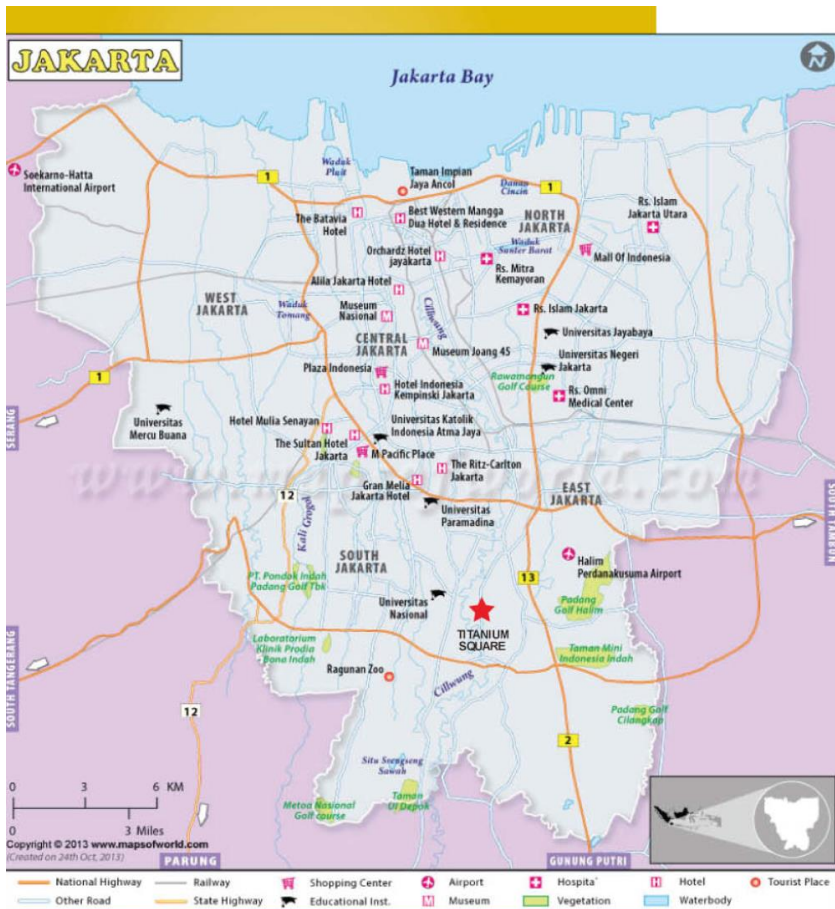 JAKARTA
N
Jakarta Bay
Soekarno-Hatta
International Airport
1
Waduk
Pluit
Taman Impian
Jaya Ancol
Danau
Cincin
1
The Batavia
Hotel
Best Western Mangga
Dua Hotel & Residence
NORTH
JAKARTA
Rs. Islam
Jakarta Utara
Orchardz Hotel
jayakarta
Waduk
Sunter Barat
Mall Of Indonesia
Rs. Mitra
Kemayoran
Alila Jakarta Hotel
WEST
JAKARTA
Waduk
Tomang
Museum
Nasional
Ciliwung
Rs. Islam Jakarta
Universitas Jayabaya
CENTRAL
JAKARTA
Museum Joang 45
Universitas Negeri
Jakarta
Plaza Indonesia
Rawamangun
Golf Course
1
Hotel Indonesia
Kempinski Jakarta
Rs. Omni
Medical Center
SERANG
Universitas
Mercu Buana
Hotel Mulia Senayan
Universitas Katolik
Indonesia Atma Jaya
The Sultan Hotel
Jakarta
M Pacific Place
The Ritz-Carlton
Jakarta
Gran Melia
Jakarta Hotel
12
Kali Grogol
Universitas
Paramadina
EAST
JAKARTA
SOUTH
JAKARTA
Halim
Perdanakusuma Airport
13
PT. Pondok Indah
Padang Golf Tbk
Universitas
Nasional
Padang
Golf Halim
TITANIUM
SQUARE
Laboratorium
Klinik Prodia
Bona Indah
Taman Mini
Indonesia Indah
Ragunan Zoo
Ciliwung
SOUTH TANGERANG
12
Padang Golf
Cilangkap
2
Situ Seengseng
Sawah
Taman
UI Depok
Metoa Nasional
Golf course
0 3 6 KM
0 3 Miles
Copyright © 2013 www.mapsofworld.com
(Created on 24th Oct, 2013)
PARUNG
GUNUNG PUTRI
National Highway
Railway
Shopping Center
Airport
Hospita
Hotel
Tourist Place
Other Road
State Highway
Educational Inst.
Museum
Vegetation
Waterbody